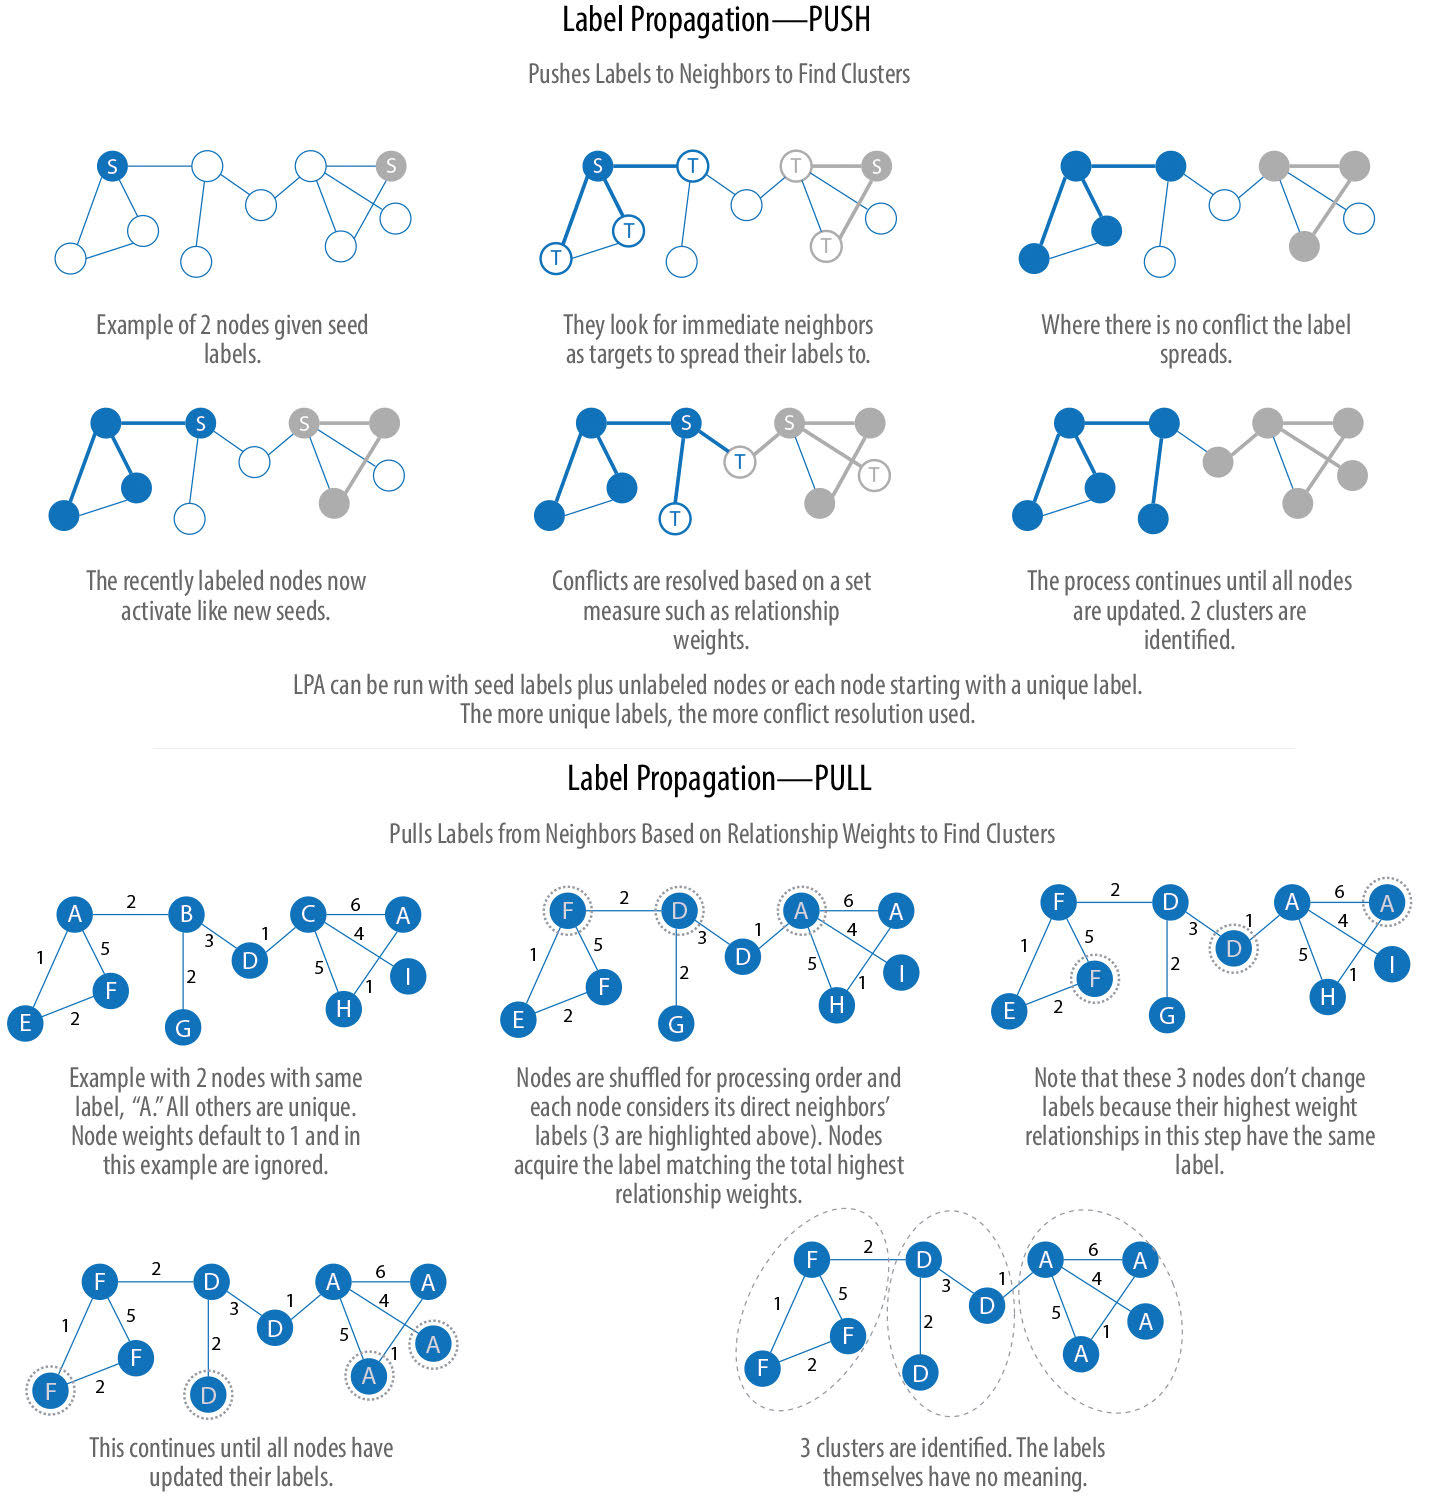 Label Propagation—PUSH
Pushes Labels to Neighbors to Find Clusters
S S
S T T S
T
T T
Example of 2 nodes given seed
labels.
They look for immediate neighbors
as targets to spread their labels to.
Where there is no conflict the label
spreads.
S S
S S
T T
T
The recently labeled nodes now
activate like new seeds.
Conflicts are resolved based on a set
measure such as relationship
weights.
The process continues until all nodes
are updated. 2 clusters are
identified.
LPA can be run with seed labels plus unlabeled nodes or each node starting with a unique label.
The more unique labels, the more conflict resolution used.
Label Propagation—PULL
Pulls Labels from Neighbors Based on Relationship Weights to Find Clusters
A 2 B C 6 A
1 5 3 1 4
F 2 D 5 1 I
E 2 G H
F 2 D A 6 A
1 5 3 1 4
F 2 D 5 1 I
E 2 G H
F 2 D A 6 A
1 5 3 1 4
F 2 D 5 1 I
E 2 G H
Example with 2 nodes with same
label, “A.” All others are unique.
Node weights default to 1 and in
this example are ignored.
Nodes are shuffled for processing order and
each node considers its direct neighbors’
labels (3 are highlighted above). Nodes
acquire the label matching the total highest
relationship weights.
Note that these 3 nodes don’t change
labels because their highest weight
relationships in this step have the same
label.
F 2 D A 6 A
1 5 3 1 4
F 2 D 5 1 A
F 2 D A
F 2 D A 6 A
1 5 3 1 4
F 2 D 5 1 A
F 2 D A
This continues until all nodes have
updated their labels.
3 clusters are identified. The labels
themselves have no meaning.